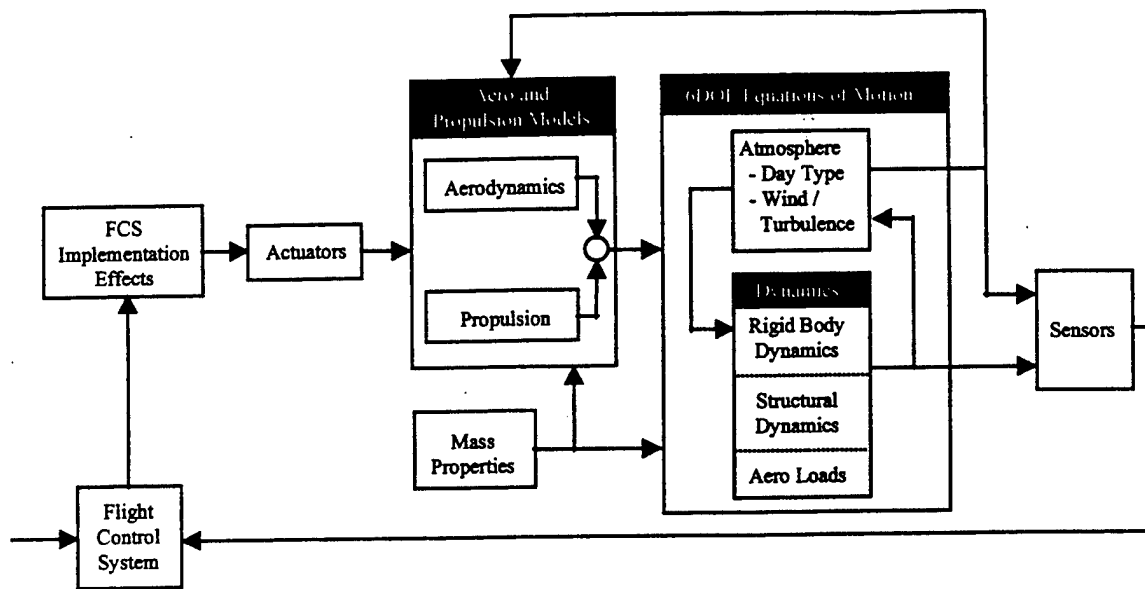 Aero and
Propulsion Models
Aerodynamics
Propulsion
6DOF Equations of Motion
Atmosphere
- Day Type
- Wind /
Turbulence
Dynamics
Rigid Body
Dynamics
Structural
Dynamics
Aero Loads
FCS
Implementation
Effects
Actuators
Mass
Properties
Sensors
Flight
Control
System